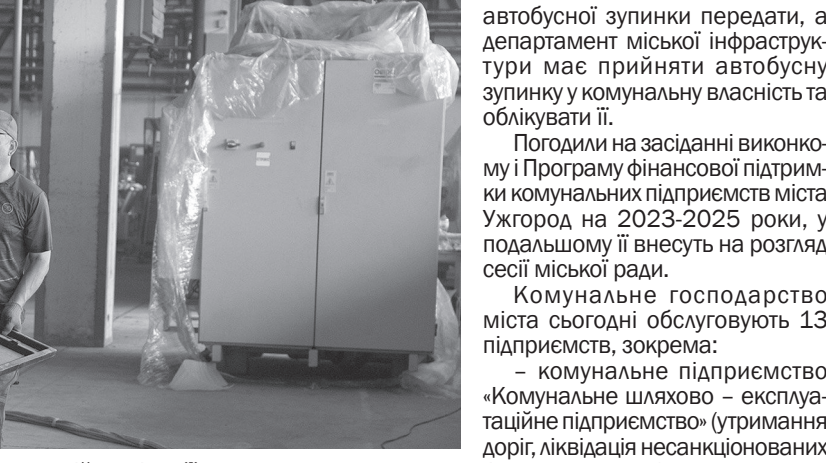 автобусної зупинки передати, а
департамент міської інфраструк-
тури має прийняти автобусну
зупинку у комунальну власність та
облікувати її.
Погодили на засіданні виконко-
му і Програму фінансової підтрим-
ки комунальних підприємств міста
Ужгород на 2023-2025 роки, у
подальшому її внесуть на розгляд
сесії міської ради.
Комунальне господарство
міста сьогодні обслуговують 13
підприємств, зокрема:
– комунальне підприємство
«Комунальне шляхово – експлуа-
таційне підприємство» (утримання
доріг, ліквідація несанкціонованих